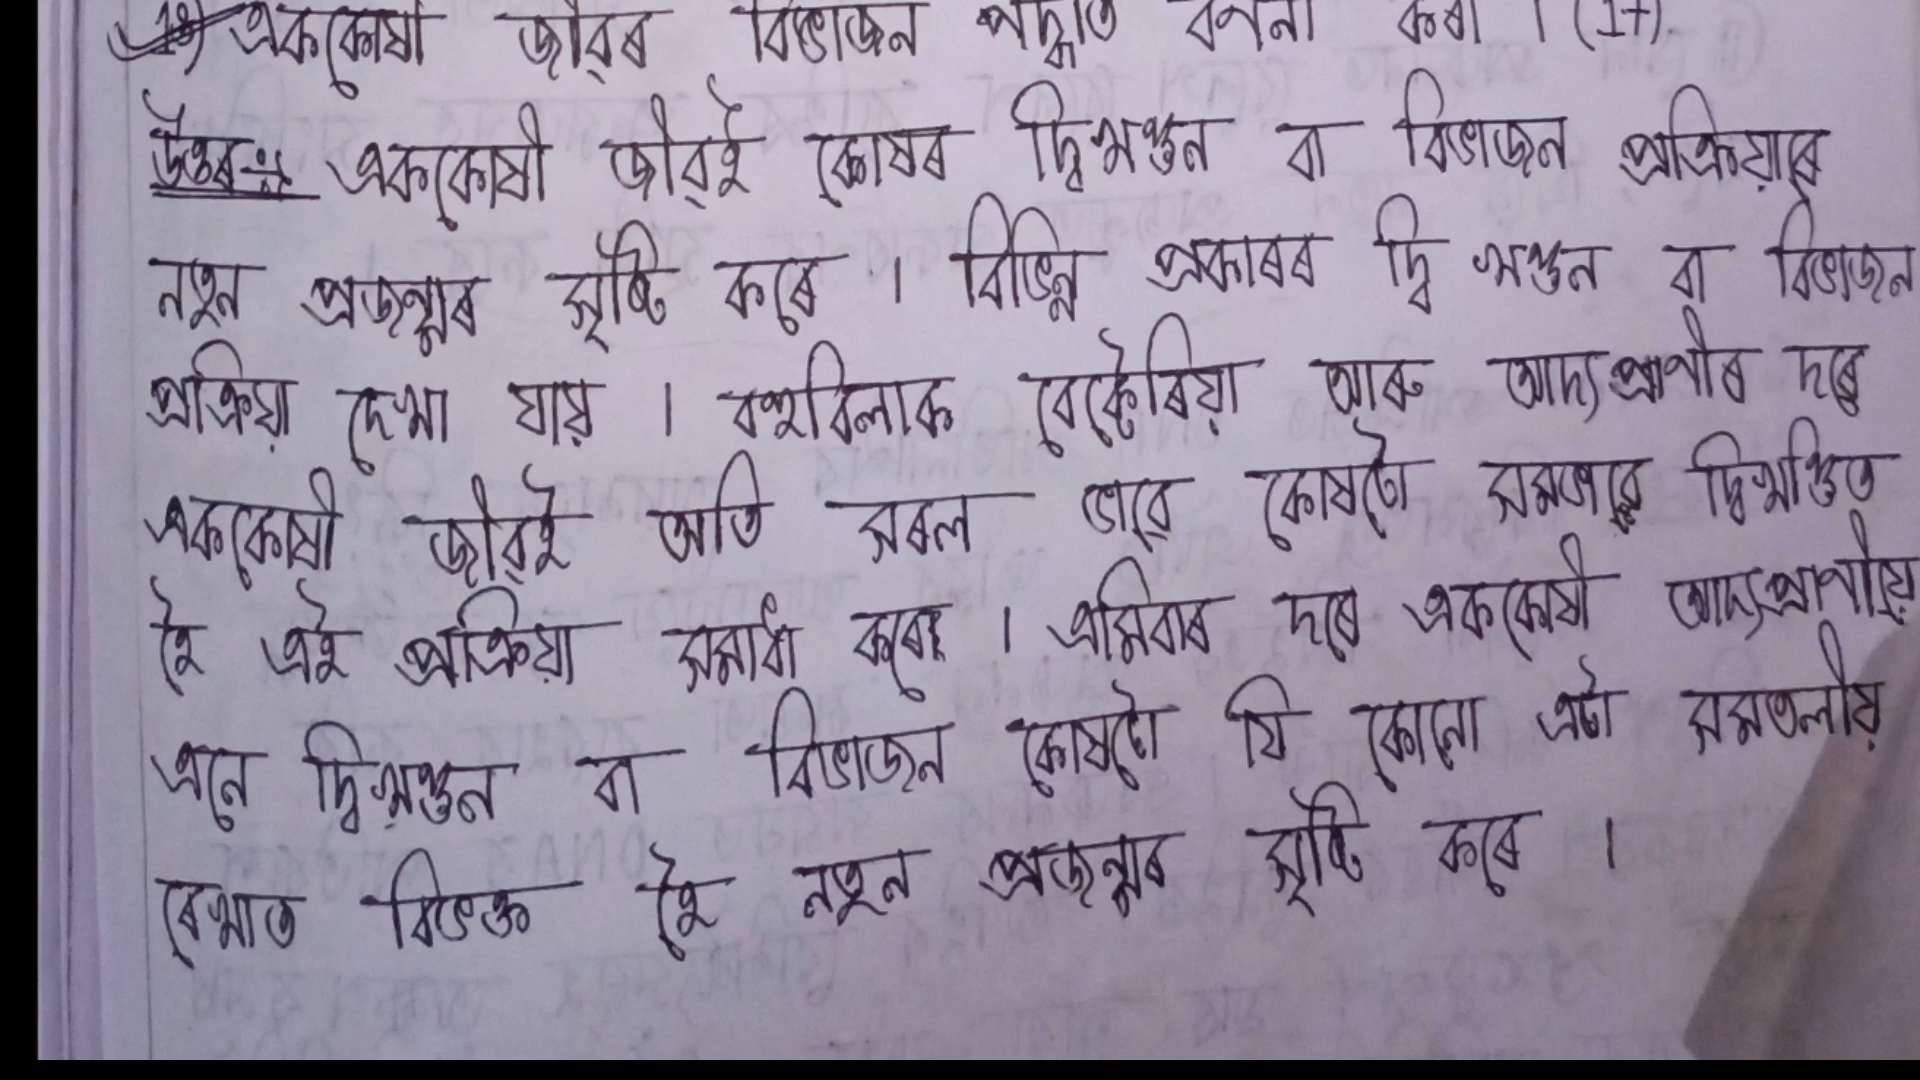 এককোষী জীৱৰ বিভাজন পদ্ধতি বৰ্ণনা কৰা । (17)
উত্তৰঃ এককোষী জীৱই কোষৰ দ্বিখণ্ডন বা বিভাজন প্ৰক্ৰিয়াৰে
নতুন প্ৰজন্মৰ সৃষ্টি কৰে । বিভিন্ন প্ৰকাৰৰ দ্বিখণ্ডন বা বিভাজন
প্ৰক্ৰিয়া দেখা যায় । বহুবিলাক বেক্টেৰিয়া আৰু আদ্যপ্ৰাণীৰ দৰে
এককোষী জীৱই অতি সৰল ভাৱে কোষটো সমভাৱে দ্বিখণ্ডিত
হৈ এই প্ৰক্ৰিয়া সমাধা কৰে । এমিবাৰ দৰে এককোষী আদ্যপ্ৰাণীয়ে
এনে দ্বিখণ্ডন বা বিভাজন কোষটো যি কোনো এটা সমতলীয়
ৰেখাত বিভক্ত হৈ নতুন প্ৰজন্মৰ সৃষ্টি কৰে ।